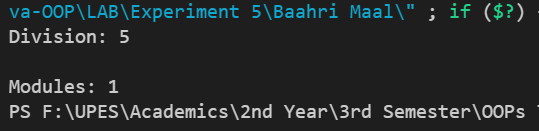 va-OOP\LAB\Experiment 5\Baahri Maal\" ; if ($?)
Division: 5
Modules: 1
PS F:\UPES\Academics\2nd Year\3rd Semester\OOPs